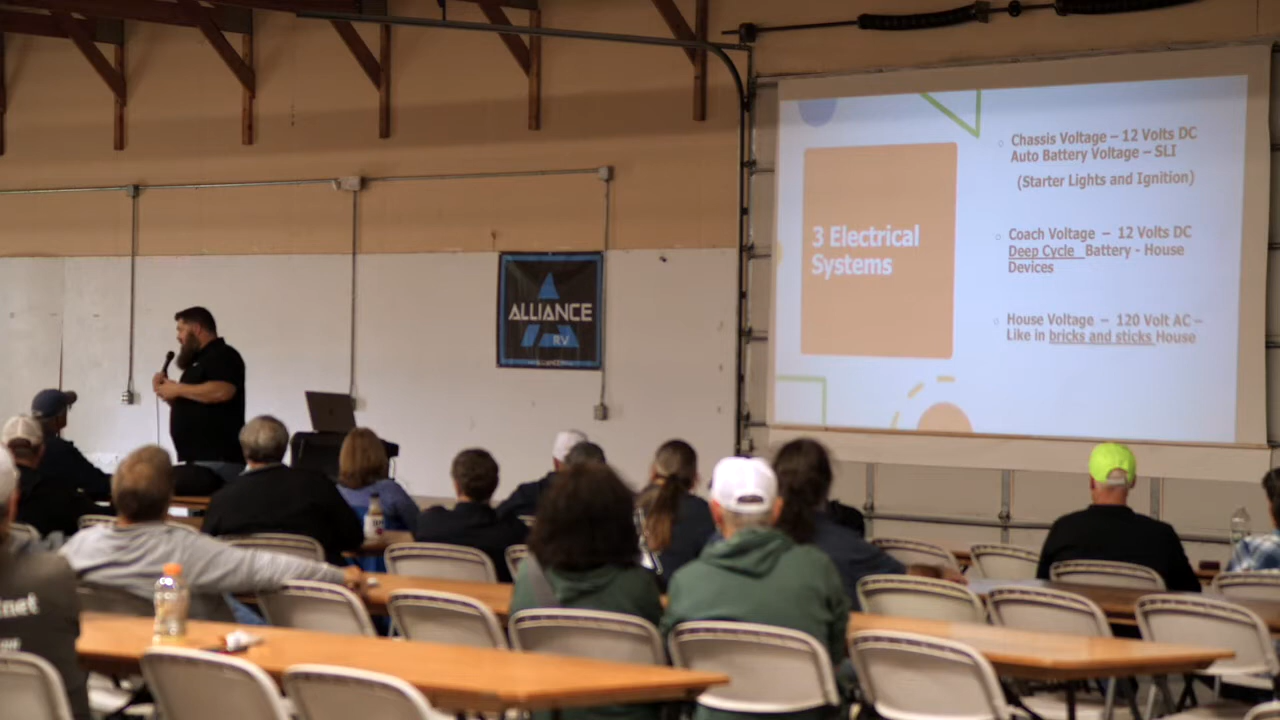 Chassis Voltage – 12 Volts DC
Auto Battery Voltage – SLI
(Starter Lights and Ignition)
3 Electrical
Systems
Coach Voltage – 12 Volts DC
Deep Cycle Battery - House
Devices
House Voltage – 120 Volt AC –
Like in bricks and sticks House
ALLIANCE
RV